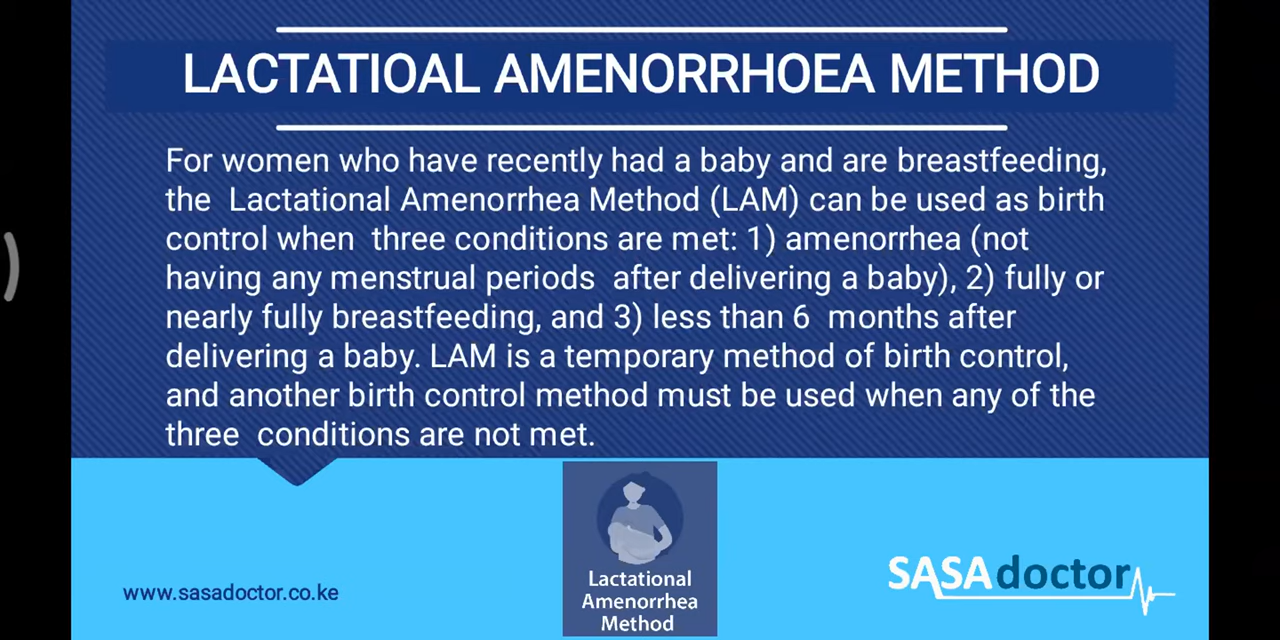 LACTATIOAL AMENORRHOEA METHOD
For women who have recently had a baby and are breastfeeding,
the Lactational Amenorrhea Method (LAM) can be used as birth
control when three conditions are met: 1) amenorrhea (not
having any menstrual periods after delivering a baby), 2) fully or
nearly fully breastfeeding, and 3) less than 6 months after
delivering a baby. LAM is a temporary method of birth control,
and another birth control method must be used when any of the
three conditions are not met.
Lactational
Amenorrhea
Method
www.sasadoctor.co.ke
SASAdoctor